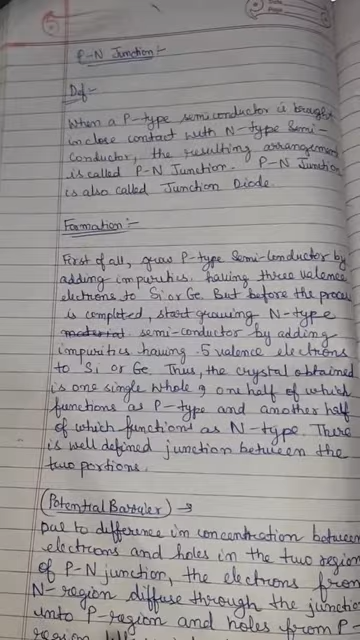 P-N Junction:-
Def:-
When a P-type semiconductor is braught
in close contact with N-type Semi-
Conductor, the resulting arrangement
is called P-N Junction. P-N Junction
is also called Junction Diode.
Formation:-
First of all, grow P-type Semi-Conductor by
adding impurities having three valence
electrons to Si or Ge. But before the process
is completed, start growing N-type
material semi-conductor by adding
impurities having 5 valence electrons
to Si or Ge. Thus, the crystal obtained
is one single whole, one half of which
functions as P-type and another half
of which functions as N-type. There
is well defined junction between the
two portions.
(Potential Barrier) →
Due to difference in concentration between
electrons and holes in the two region
of P-N junction, the electrons from
N-region diffuse through the junction
into P-region and holes from P-
region